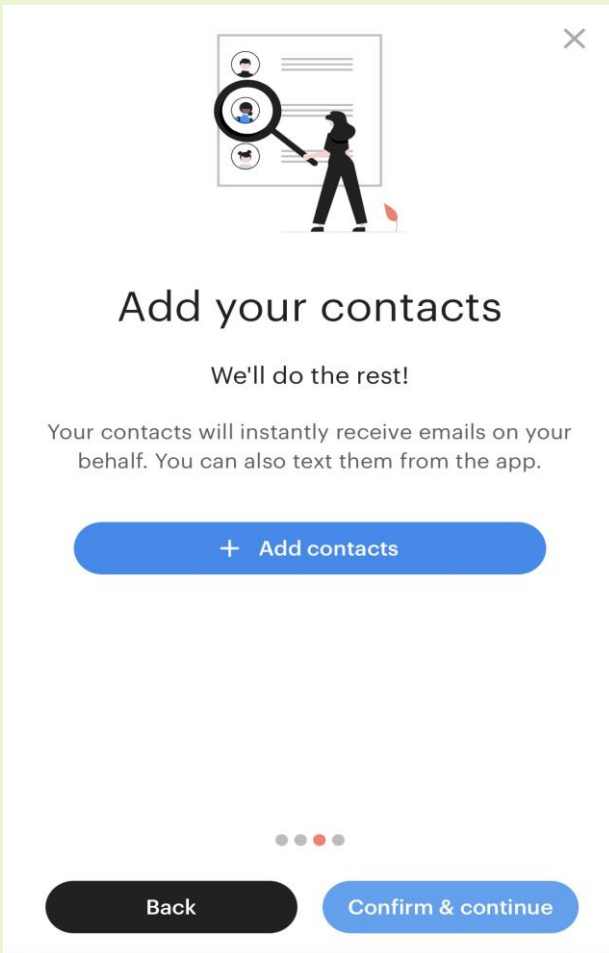 Add your contacts
We'll do the rest!
Your contacts will instantly receive emails on your
behalf. You can also text them from the app.
+ Add contacts
Back
Confirm & continue